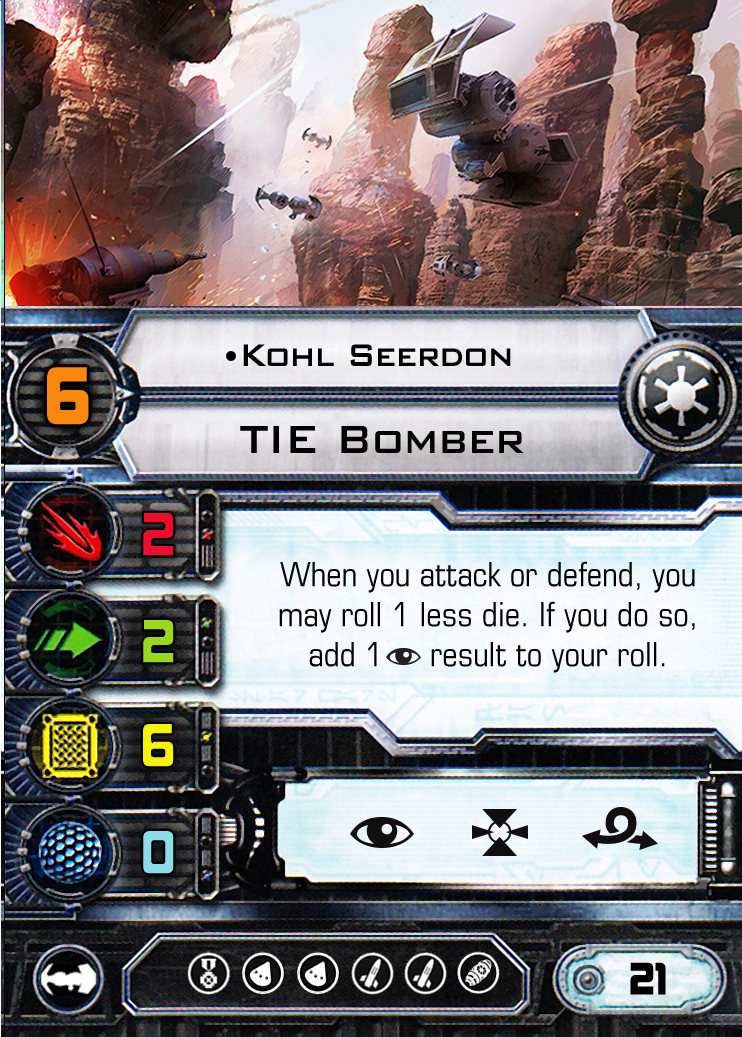 •Kohl Seerdon
6
TIE Bomber
2
When you attack or defend, you
may roll 1 less die. If you do so,
add 1 result to your roll.
2
6
0
21